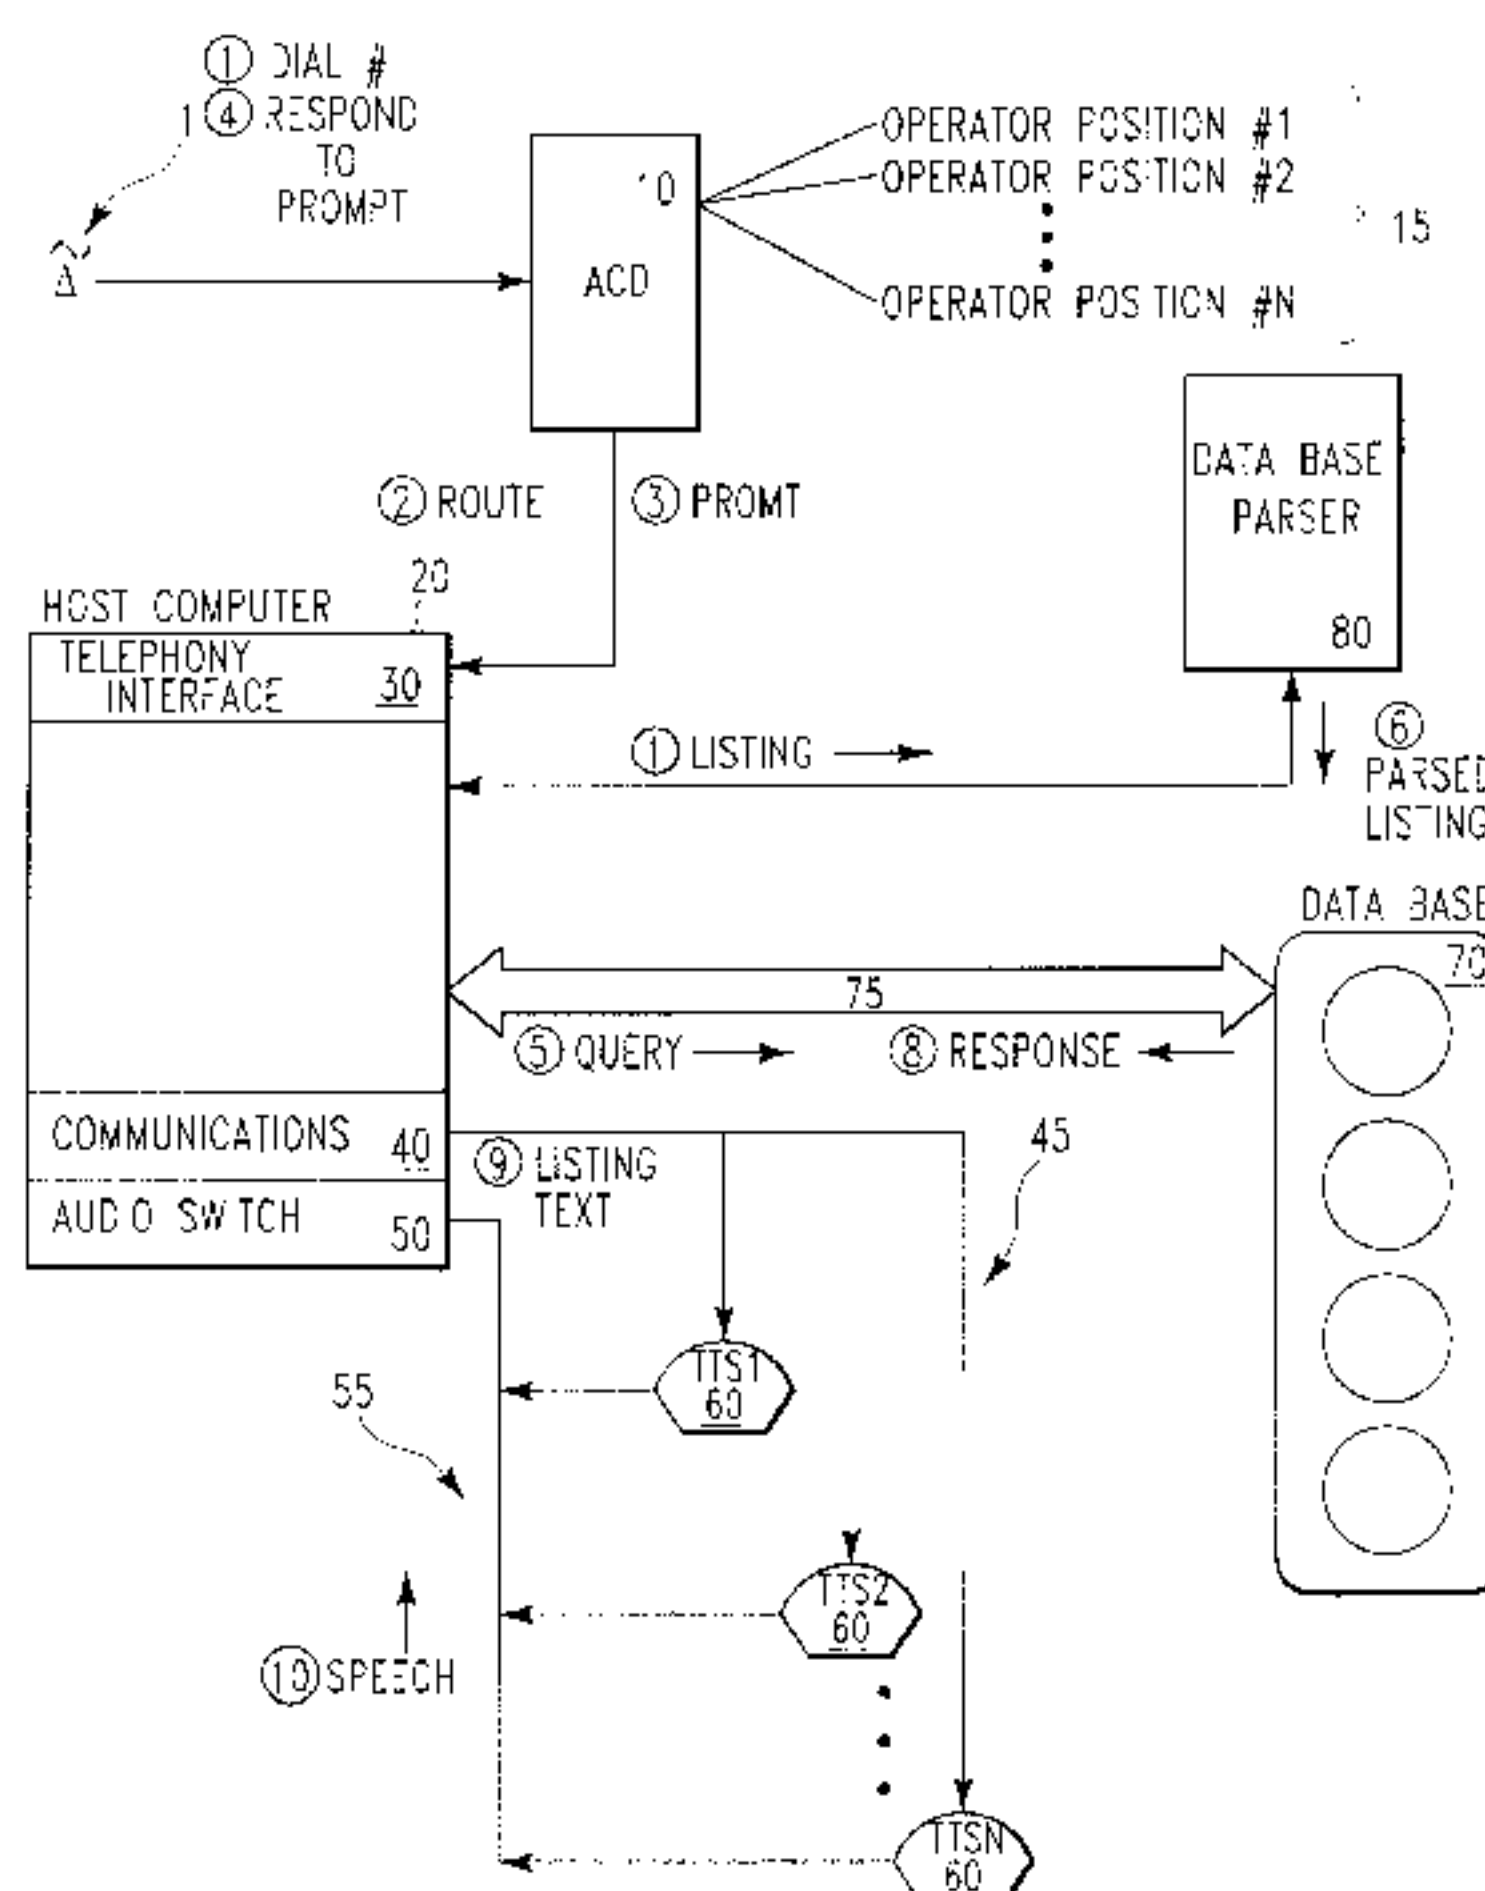 ① DIAL #
1 ④ RESPOND
TO
PROMPT
10
ACD
OPERATOR POSITION #1
OPERATOR POSITION #2
OPERATOR POSITION #N
15
DATA BASE
PARSER
80
② ROUTE
③ PROMT
20
HOST COMPUTER
TELEPHONY
INTERFACE
30
① LISTING
⑥
PARSED
LISTING
DATA BASE
70
75
⑤ QUERY
⑧ RESPONSE
COMMUNICATIONS
40
⑨ LISTING
TEXT
45
AUDIO SWITCH
50
TTS1
60
55
TTS2
60
⑩ SPEECH
TTSN
60